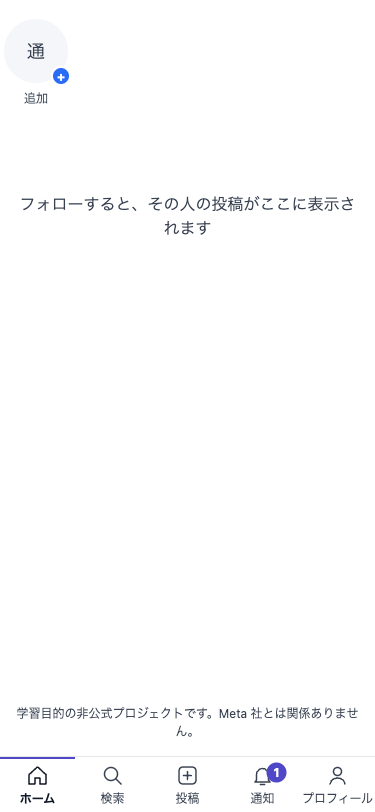 通
追加
フォローすると、その人の投稿がここに表示さ
れます
学習目的の非公式プロジェクトです。Meta 社とは関係ありませ
ん。
1
ホーム 検索 投稿 通知 プロフィール